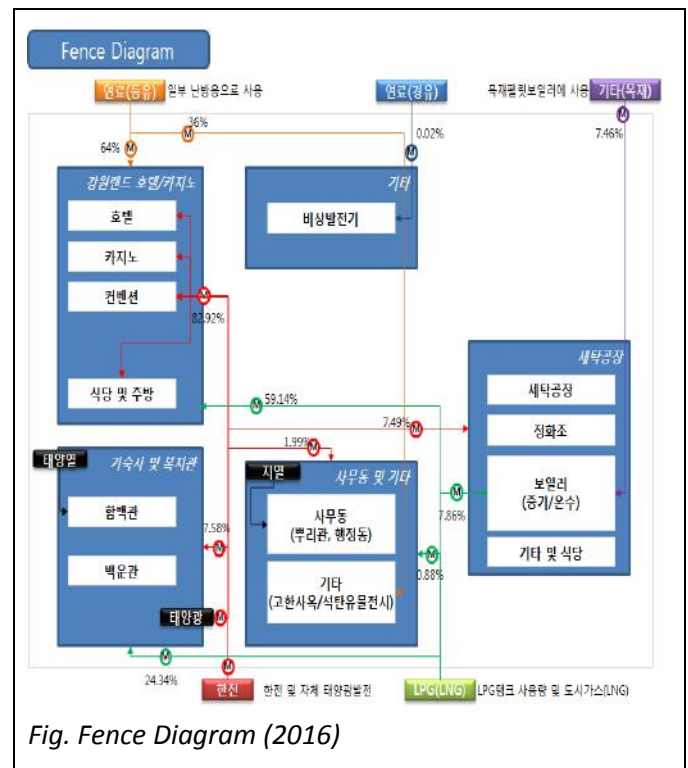 Fence Diagram
연료(등유) 일부 난방용으로 사용
연료(경유)
목재펠릿보일러에 사용 기타(목재)
36%
0.02%
7.46%
64%
M
M
M
M
강원랜드 호텔/카지노
호텔
카지노
컨벤션
식당 및 주방
기타
비상발전기
M
82.92%
M 59.14%
7.49% M
1.99% M
세탁공장
세탁공장
정화조
보일러
(증기/온수)
기타 및 식당
M
7.86%
태양열
기숙사 및 복지관
함백관
백운관
7.58%
M
지열
사무동 및 기타
사무동
(뿌리관, 행정동)
기타
(고한사옥/석탄유물전시)
M
0.88%
태양광 M
M
24.34%
M
한전 한전 및 자체 태양광발전
M
LPG(LNG) LPG탱크 사용량 및 도시가스(LNG)
Fig. Fence Diagram (2016)